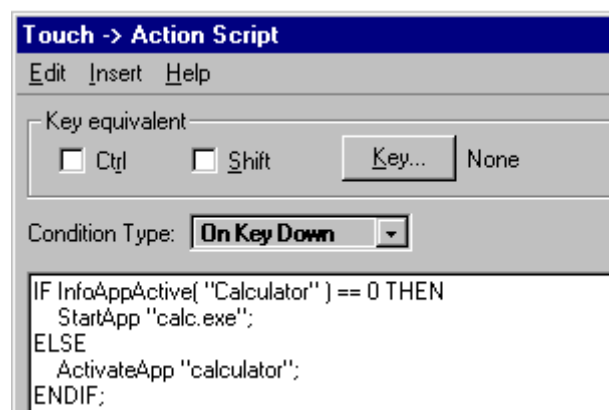 Touch -> Action Script
Edit Insert Help
Key equivalent
Ctrl Shift Key... None
Condition Type: On Key Down
IF InfoAppActive( "Calculator" ) == 0 THEN
StartApp "calc.exe";
ELSE
ActivateApp "calculator";
ENDIF;